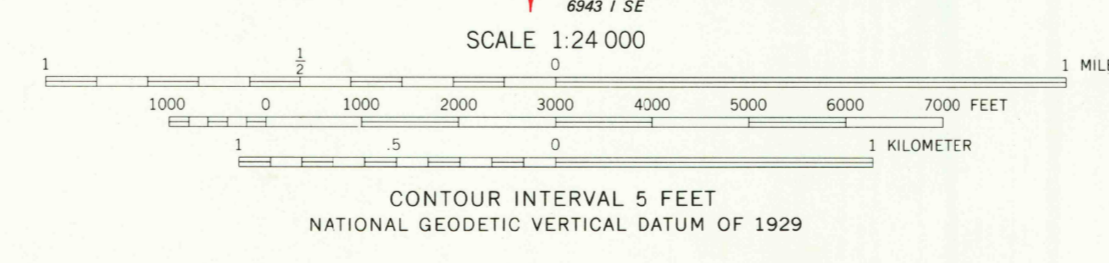 6943 I SE
SCALE 1:24 000
1 1/2 0 1 MILE
1000 0 1000 2000 3000 4000 5000 6000 7000 FEET
1 .5 0 1 KILOMETER
CONTOUR INTERVAL 5 FEET
NATIONAL GEODETIC VERTICAL DATUM OF 1929